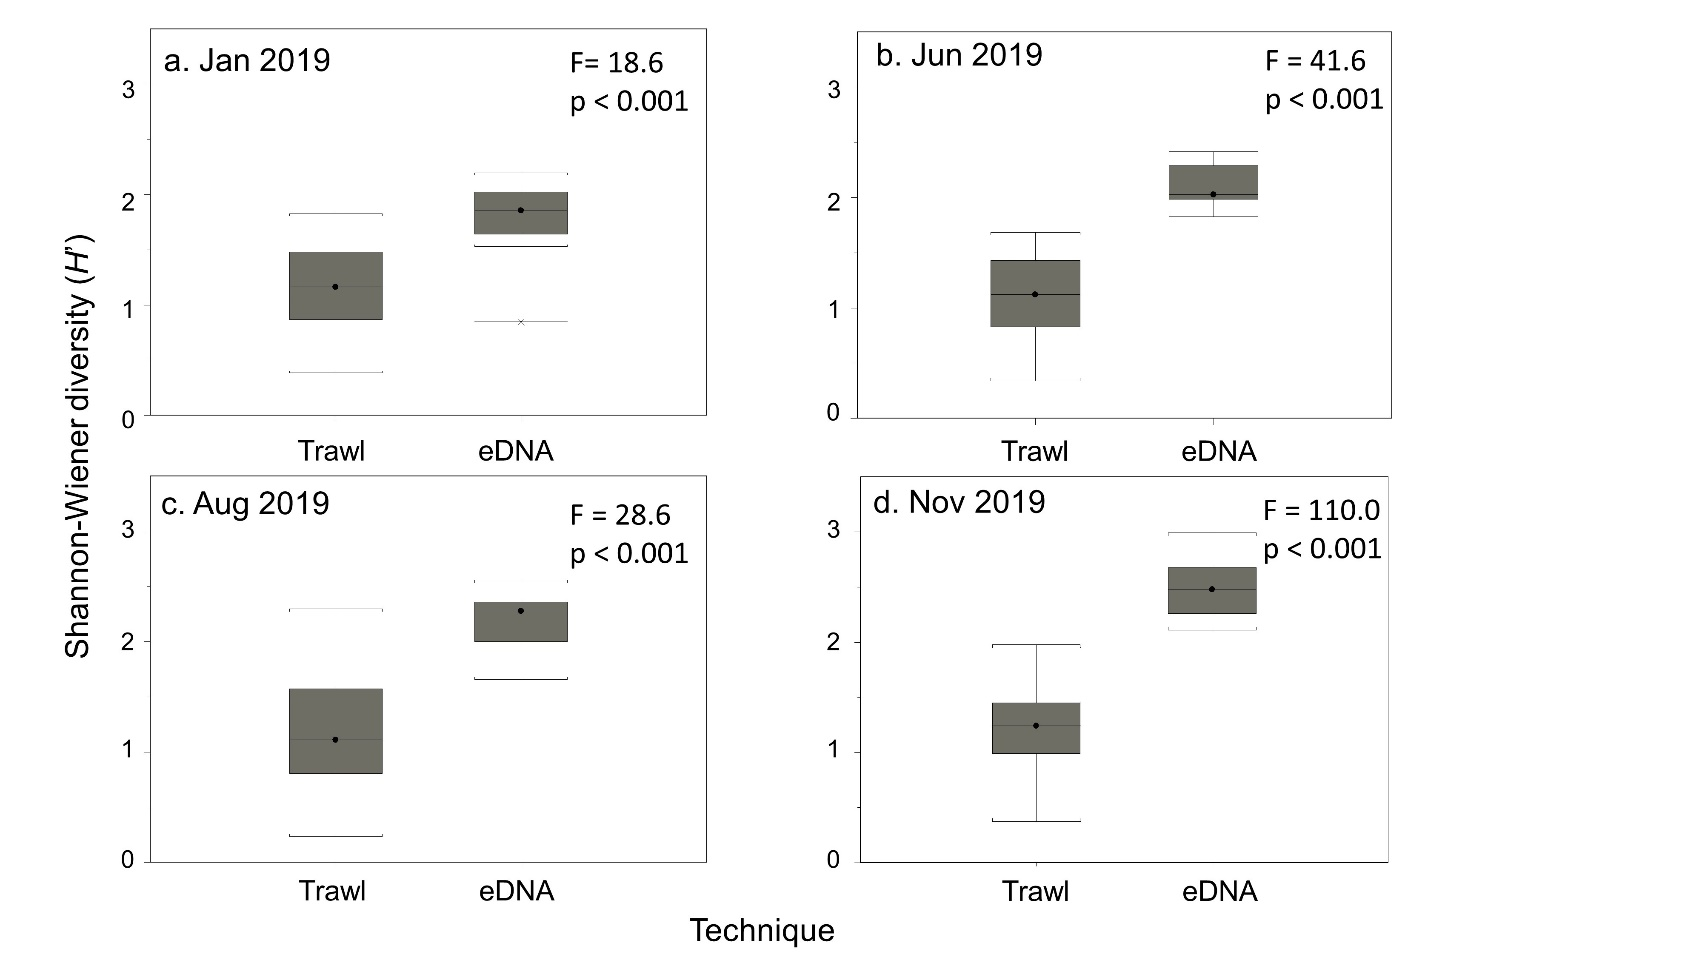 a. Jan 2019
F= 18.6
p < 0.001
3
2
1
0
Trawl
eDNA
b. Jun 2019
F = 41.6
p < 0.001
3
2
1
0
Trawl
eDNA
Shannon-Wiener diversity (H')
c. Aug 2019
F = 28.6
p < 0.001
3
2
1
0
Trawl
eDNA
d. Nov 2019
F = 110.0
p < 0.001
3
2
1
0
Trawl
eDNA
Technique